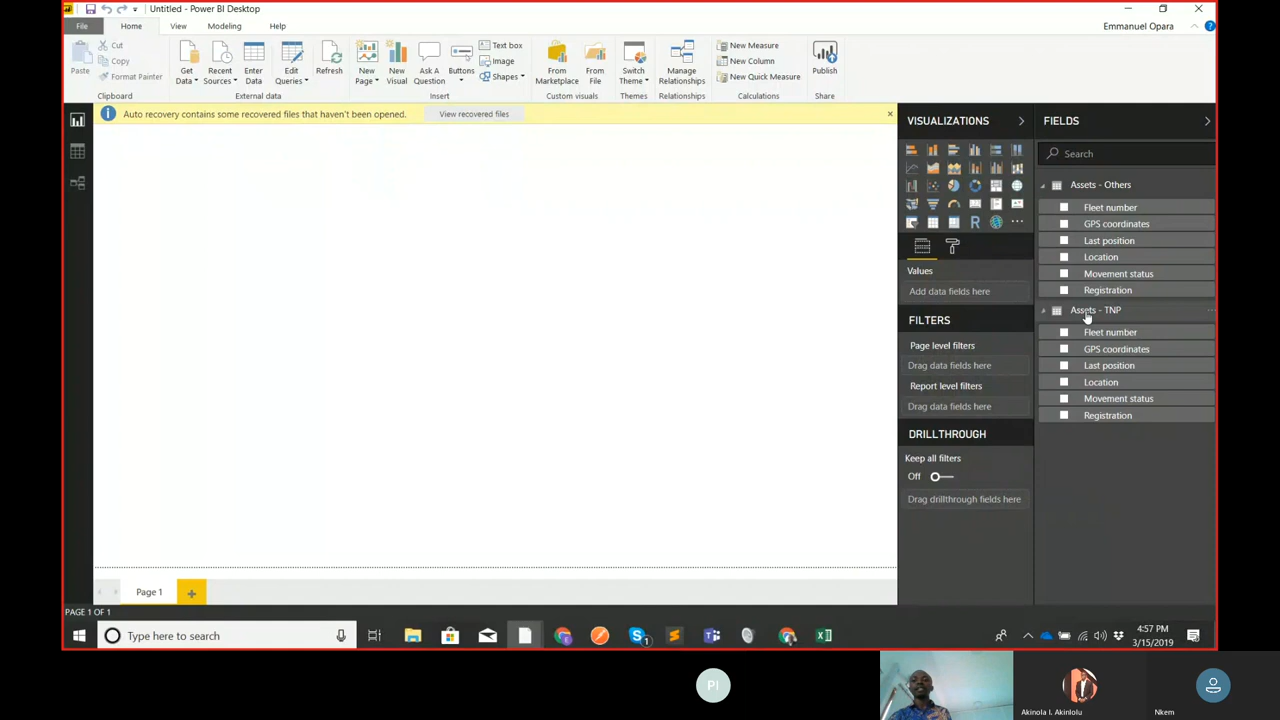 Untitled - Power BI Desktop
File Home View Modeling Help Emmanuel Opara
Paste
Cut
Copy
Format Painter
Clipboard
Get Data
Recent Sources
Enter Data
Edit Queries
Refresh
External data
New Page
New Visual
Ask A Question
Buttons
Text box
Image
Shapes
Insert
From Marketplace
From File
Custom visuals
Switch Theme
Themes
Manage Relationships
Relationships
New Measure
New Column
New Quick Measure
Calculations
Publish
Share
Auto recovery contains some recovered files that haven't been opened. View recovered files
VISUALIZATIONS
R
Values
Add data fields here
FILTERS
Page level filters
Drag data fields here
Report level filters
Drag data fields here
DRILLTHROUGH
Keep all filters
Off
Drag drillthrough fields here
FIELDS
Search
Assets - Others
Fleet number
GPS coordinates
Last position
Location
Movement status
Registration
Assets - TNP
Fleet number
GPS coordinates
Last position
Location
Movement status
Registration
Page 1
PAGE 1 OF 1
Type here to search
4:57 PM
3/15/2019
PI
Akinola I. Akinlolu
Nkem